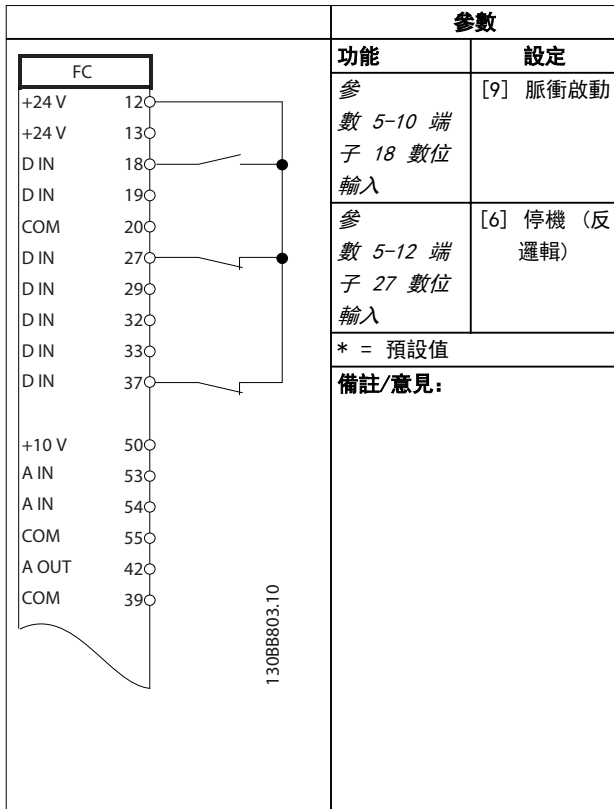 FC
+24 V 12
+24 V 13
D IN 18
D IN 19
COM 20
D IN 27
D IN 29
D IN 32
D IN 33
D IN 37
+10 V 50
A IN 53
A IN 54
COM 55
A OUT 42
COM 39
130BB803.10
參數
功能 設定
參
數 5-10 端
子 18 數位
輸入
[9] 脈衝啟動
參
數 5-12 端
子 27 數位
輸入
[6] 停機 (反
邏輯)
* = 預設值
備註/意見: